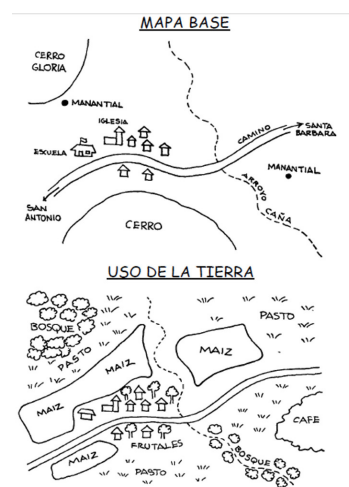 MAPA BASE
CERRO
GLORIA
MANANTIAL
IGLESIA
ESCUELA
CAMINO
SANTA
BARBARA
MANANTIAL
ARROYO
CAÑA
SAN
ANTONIO
CERRO
USO DE LA TIERRA
BOSQUE
PASTO
PASTO
MAIZ
MAIZ
MAIZ
CAFE
FRUTALES
BOSQUE
MAIZ
PASTO